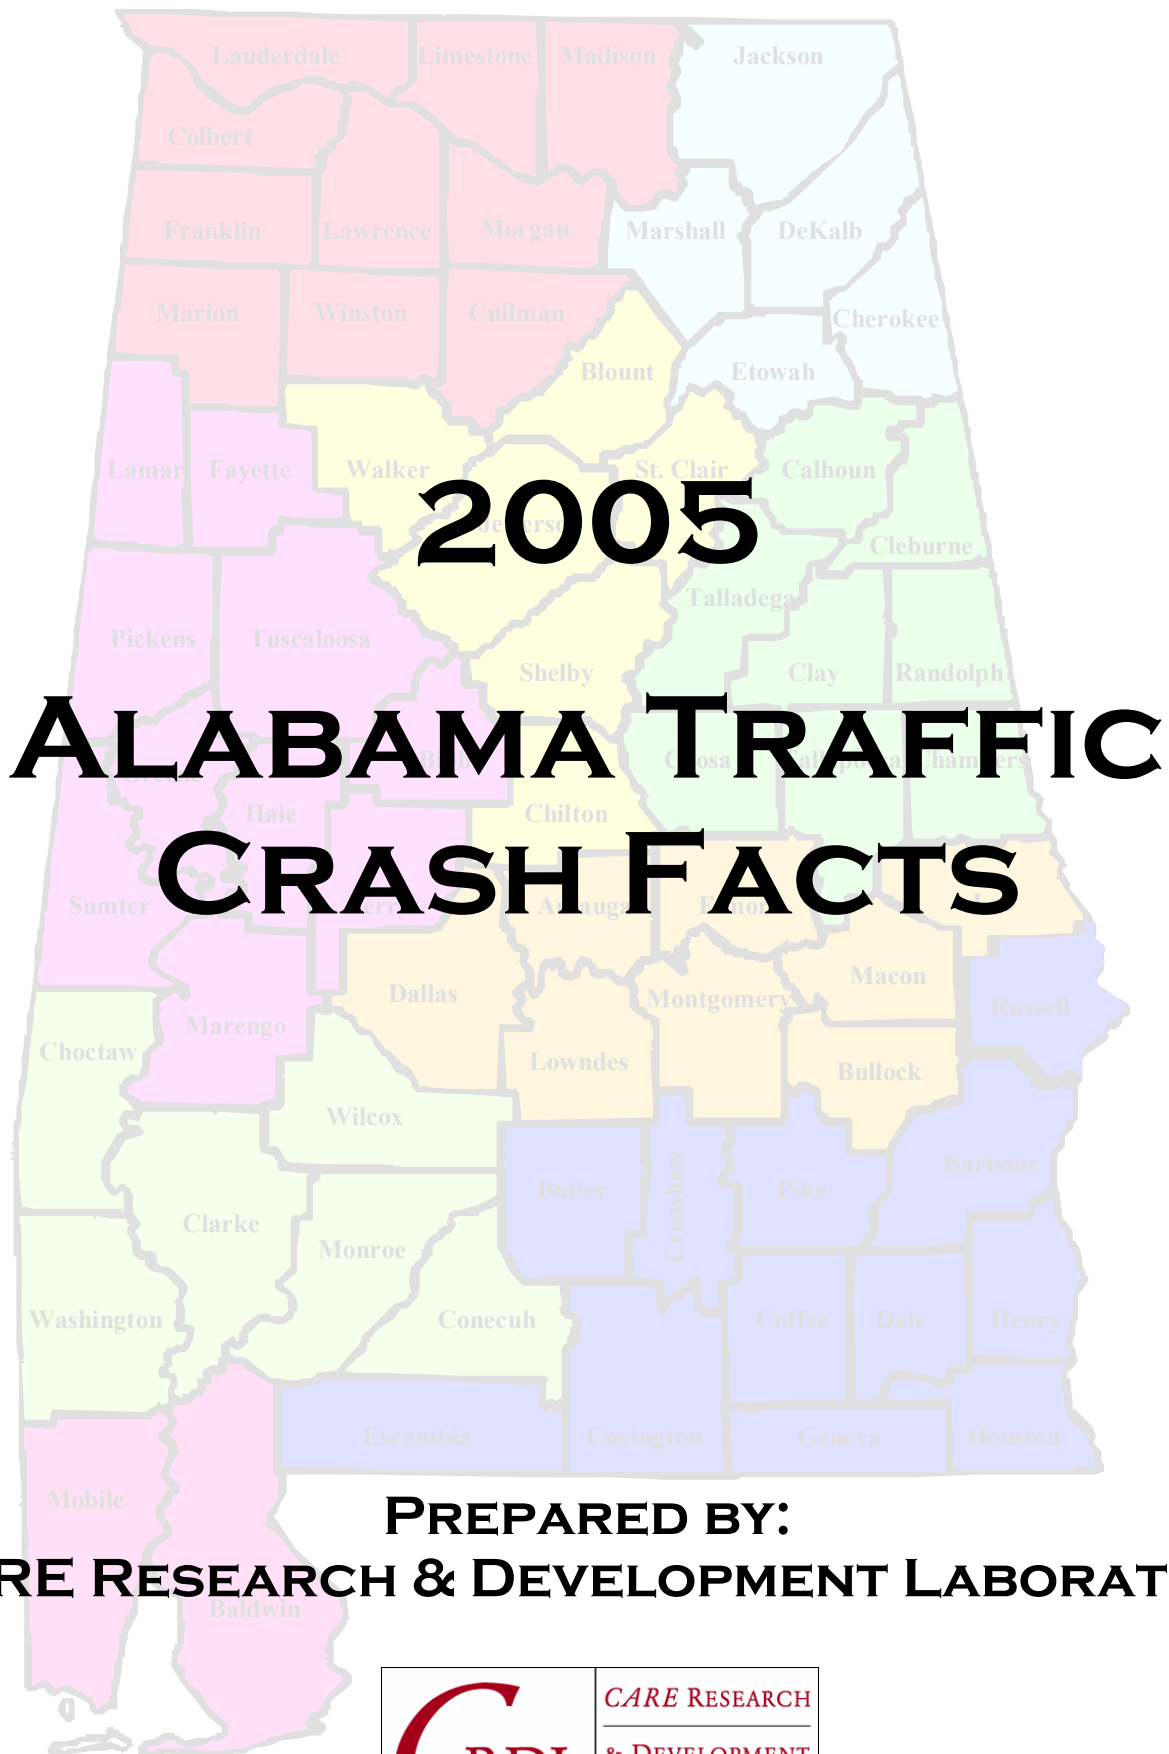 Lauderdale Limestone Madison Jackson
Colbert
Franklin Lawrence Morgan Marshall DeKalb
Marion Winston Cullman Cherokee
Blount Etowah
Lamar Fayette Walker St. Clair Calhoun
2005
Cleburne
Talladega
Pickens Tuscaloosa
Shelby Clay Randolph
ALABAMA TRAFFIC
Hale Chilton
CRASH FACTS
Sumter
Dallas Montgomery Macon Russell
Marengo
Choctaw Lowndes Bullock
Wilcox
Butler Crenshaw Pike Barbour
Clarke Monroe
Washington Conecuh Coffee Dale Henry
Escambia Covington Geneva Houston
Mobile
PREPARED BY:
RE RESEARCH & DEVELOPMENT LABORAT
Baldwin
CARE RESEARCH
& DEVELOPMENT